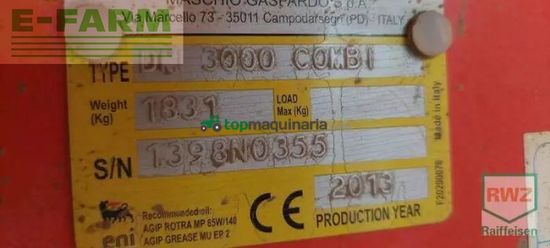 E-FARM
MASCHIO GASPARDO S.p.A.
Via Marcello 73 - 35011 Campodarsego (PD) - ITALY
TYPE 3000 COMBI
Weight (Kg) 1831 LOAD Max (Kg)
Made in Italy
topmaquinaria
S/N 1398N0355
F20200076
2013
CE PRODUCTION YEAR
Recommended oil:
AGIP ROTRA MP 85W/140
AGIP GREASE MU EP 2
eni
RWZ
Raiffeisen